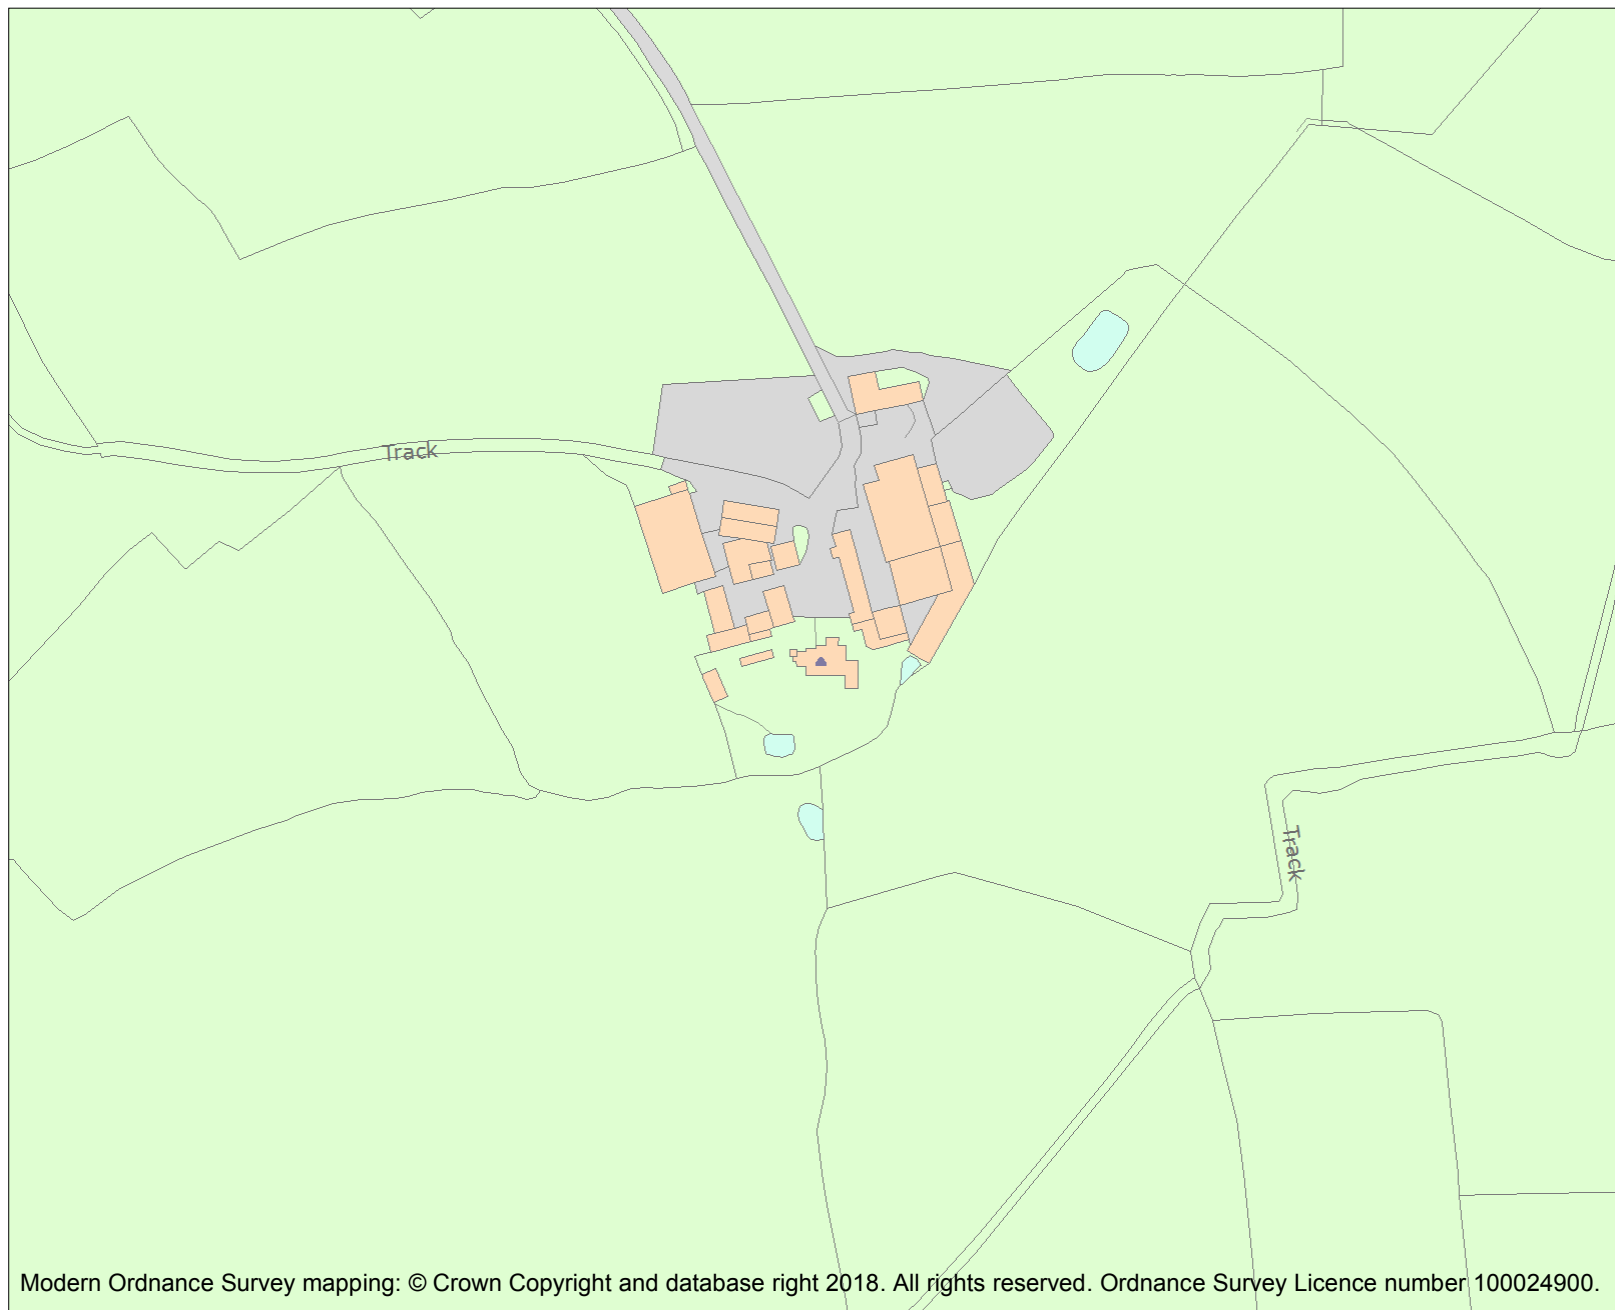 Track
Track
Modern Ordnance Survey mapping: © Crown Copyright and database right 2018. All rights reserved. Ordnance Survey Licence number 100024900.